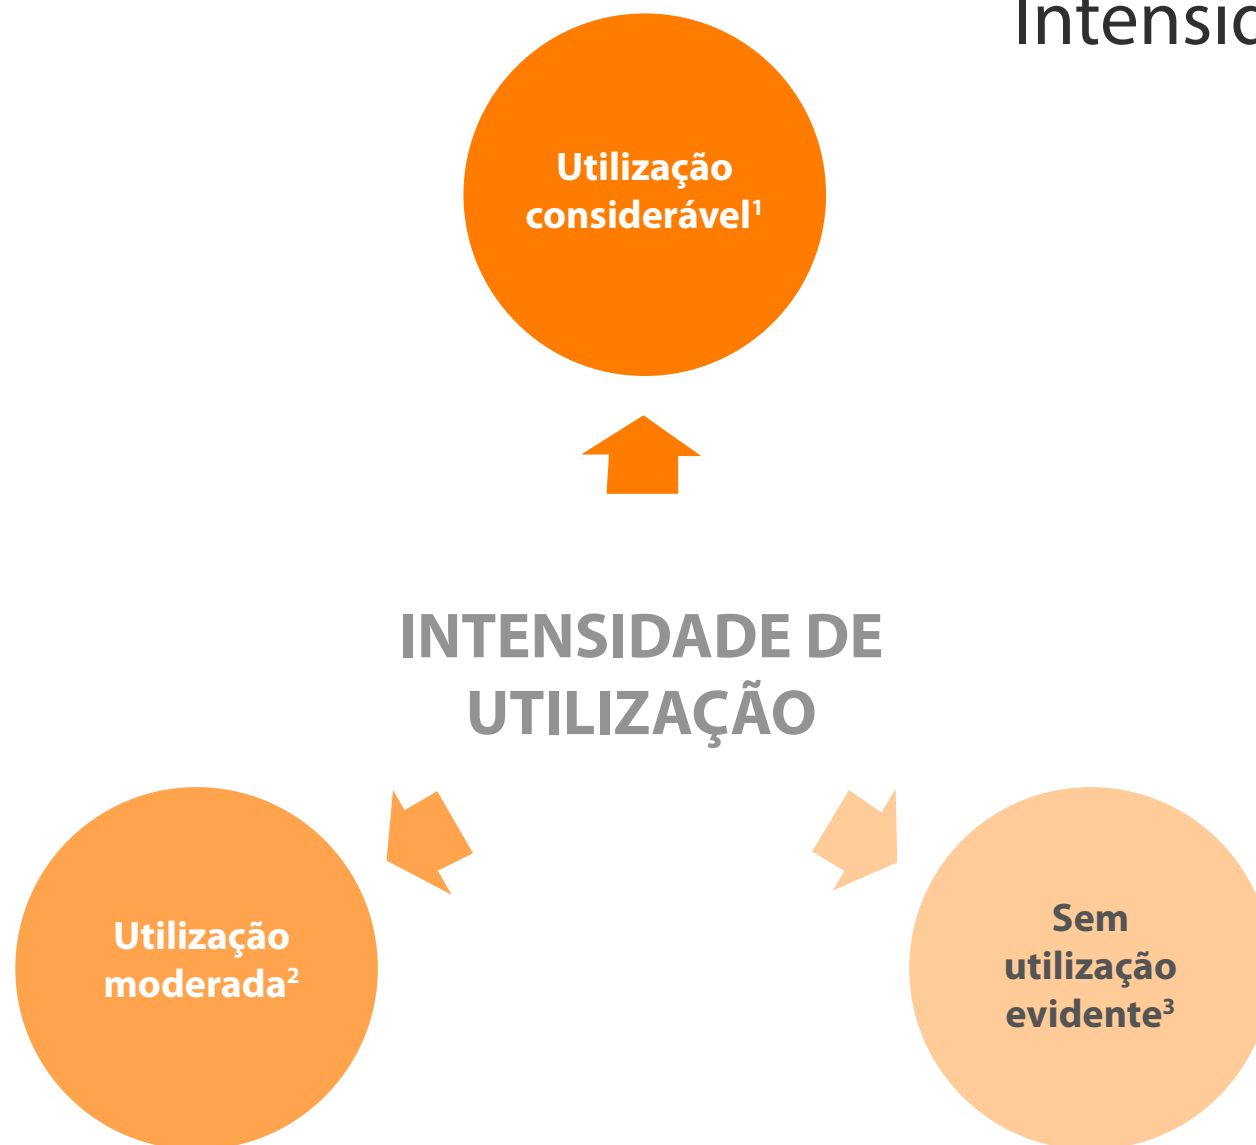 Utilização
considerável¹
INTENSIDADE DE
UTILIZAÇÃO
Utilização
moderada²
Sem
utilização
evidente³